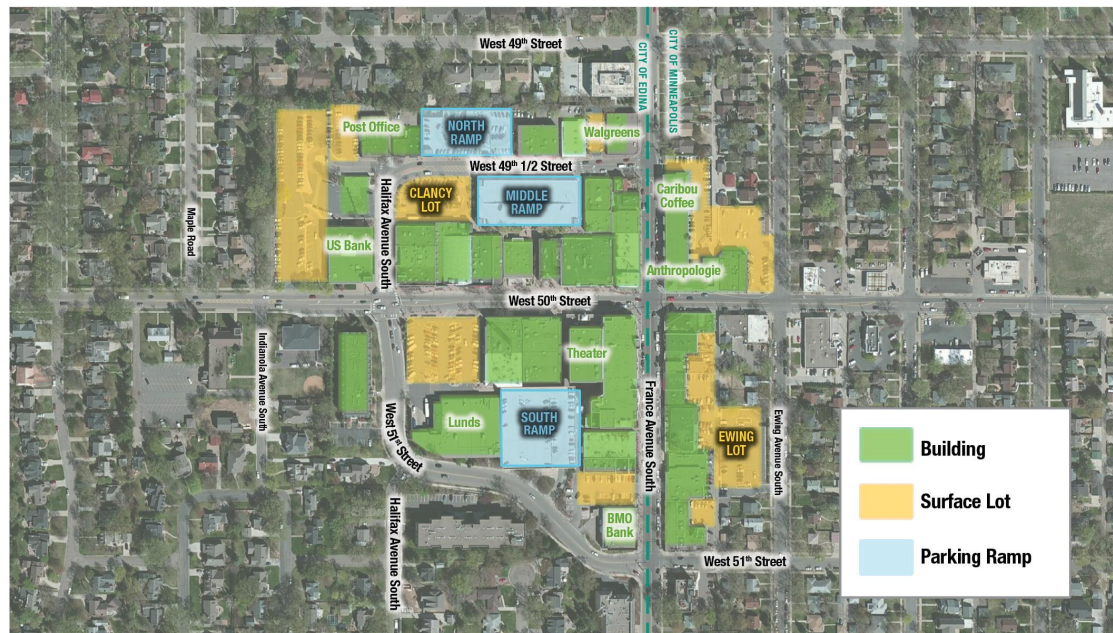 West 49th Street
CITY OF EDINA
CITY OF MINNEAPOLIS
Post Office
NORTH
RAMP
Walgreens
West 49th 1/2 Street
Halifax Avenue South
CLANCY
LOT
MIDDLE
RAMP
Caribou
Coffee
Maple Road
US Bank
Anthropologie
West 50th Street
Indianola Avenue South
Theater
France Avenue South
Lunds
SOUTH
RAMP
West 51st Street
EWING
LOT
Ewing Avenue South
Halifax Avenue South
BMO
Bank
West 51th Street
Building
Surface Lot
Parking Ramp